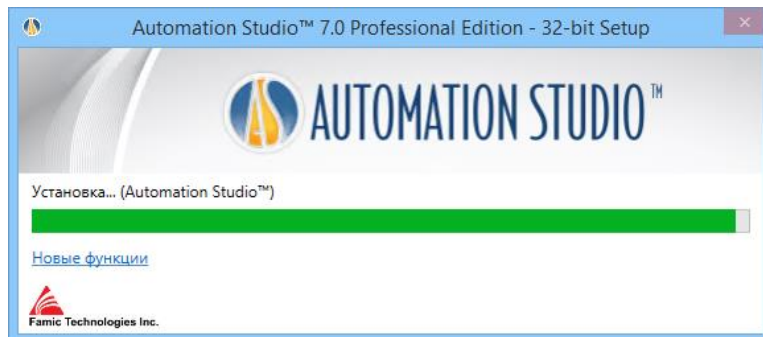 Automation Studio™ 7.0 Professional Edition - 32-bit Setup
AUTOMATION STUDIO™
Установка... (Automation Studio™)
Новые функции
Famic Technologies Inc.